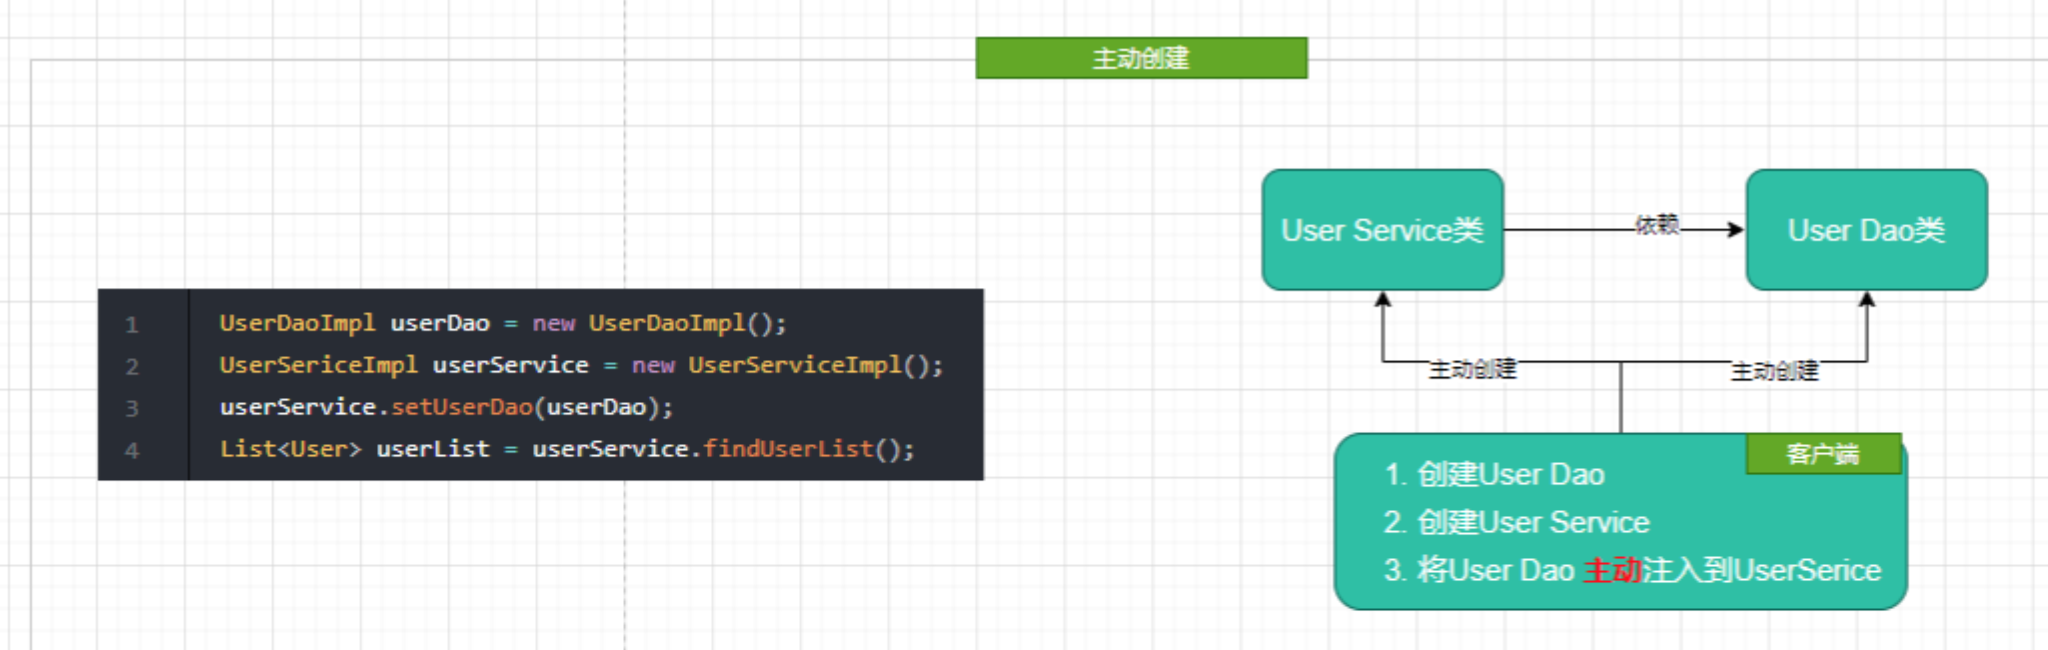 主动创建
User Service类
依赖
User Dao类
1 UserDaoImpl userDao = new UserDaoImpl();
2 UserSericeImpl userService = new UserServiceImpl();
3 userService.setUserDao(userDao);
4 List<User> userList = userService.findUserList();
主动创建
主动创建
客户端
1. 创建User Dao
2. 创建User Service
3. 将User Dao 主动注入到UserSerice